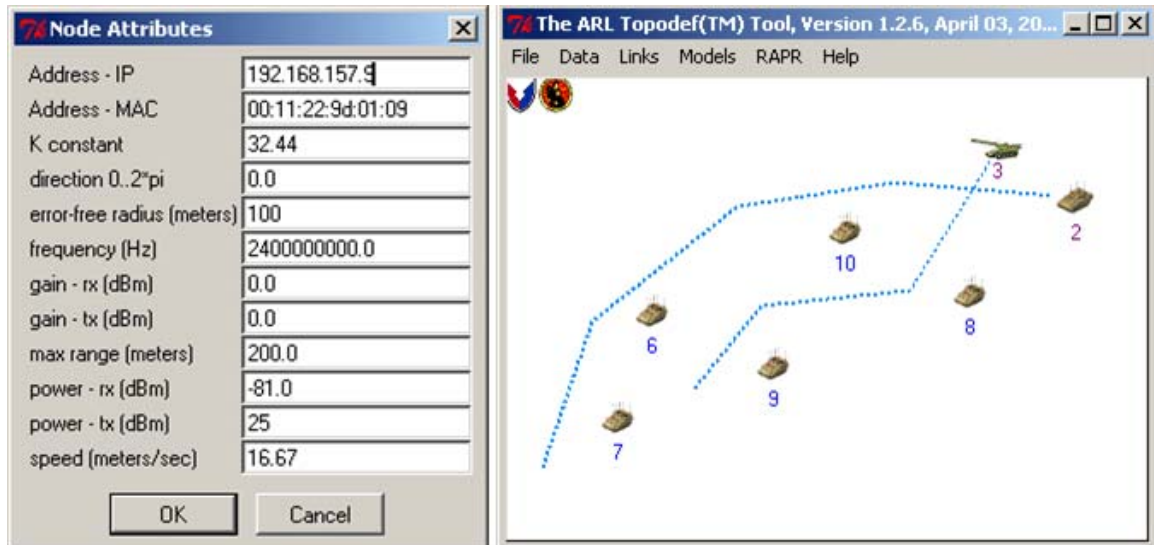 Node Attributes
Address - IP 192.168.157.9
Address - MAC 00:11:22:9d:01:09
K constant 32.44
direction 0..2*pi 0.0
error-free radius (meters) 100
frequency (Hz) 2400000000.0
gain - rx (dBm) 0.0
gain - tx (dBm) 0.0
max range (meters) 200.0
power - rx (dBm) -81.0
power - tx (dBm) 25
speed (meters/sec) 16.67
OK Cancel
The ARL Topodef(TM) Tool, Version 1.2.6, April 03, 20...
File Data Links Models RAPR Help
3
2
10
8
6
9
7